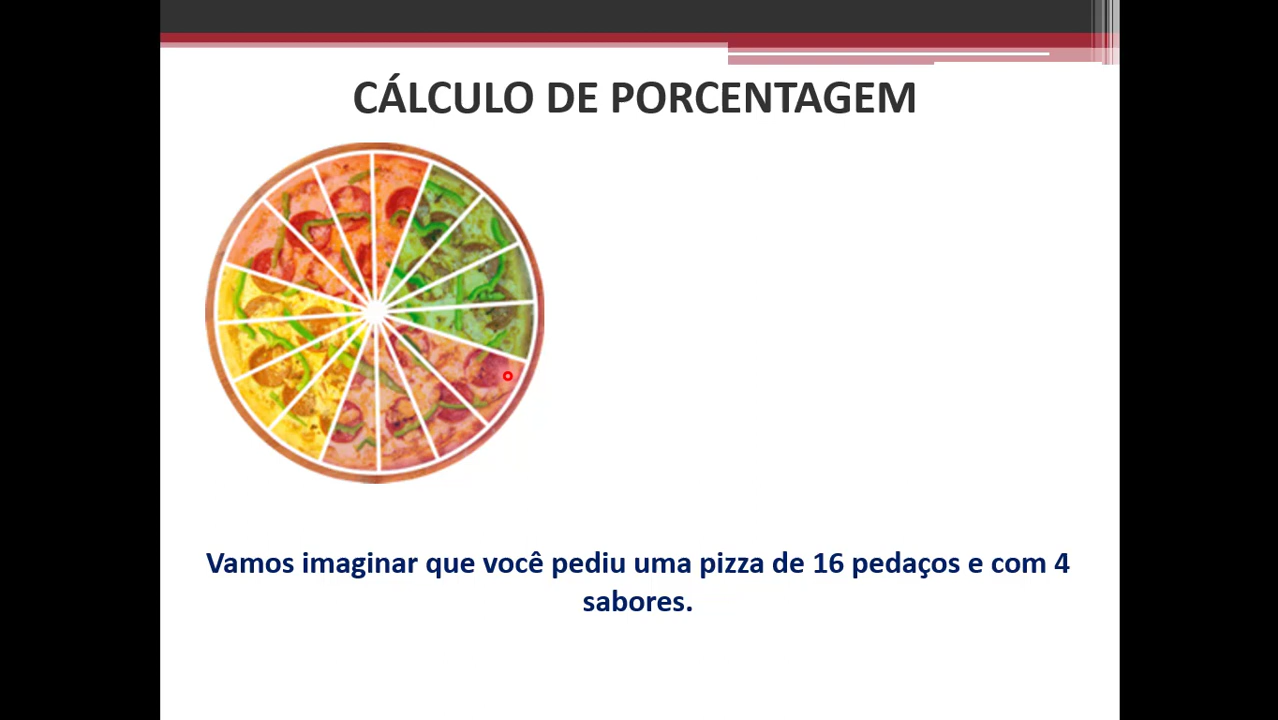 CÁLCULO DE PORCENTAGEM
Vamos imaginar que você pediu uma pizza de 16 pedaços e com 4
sabores.